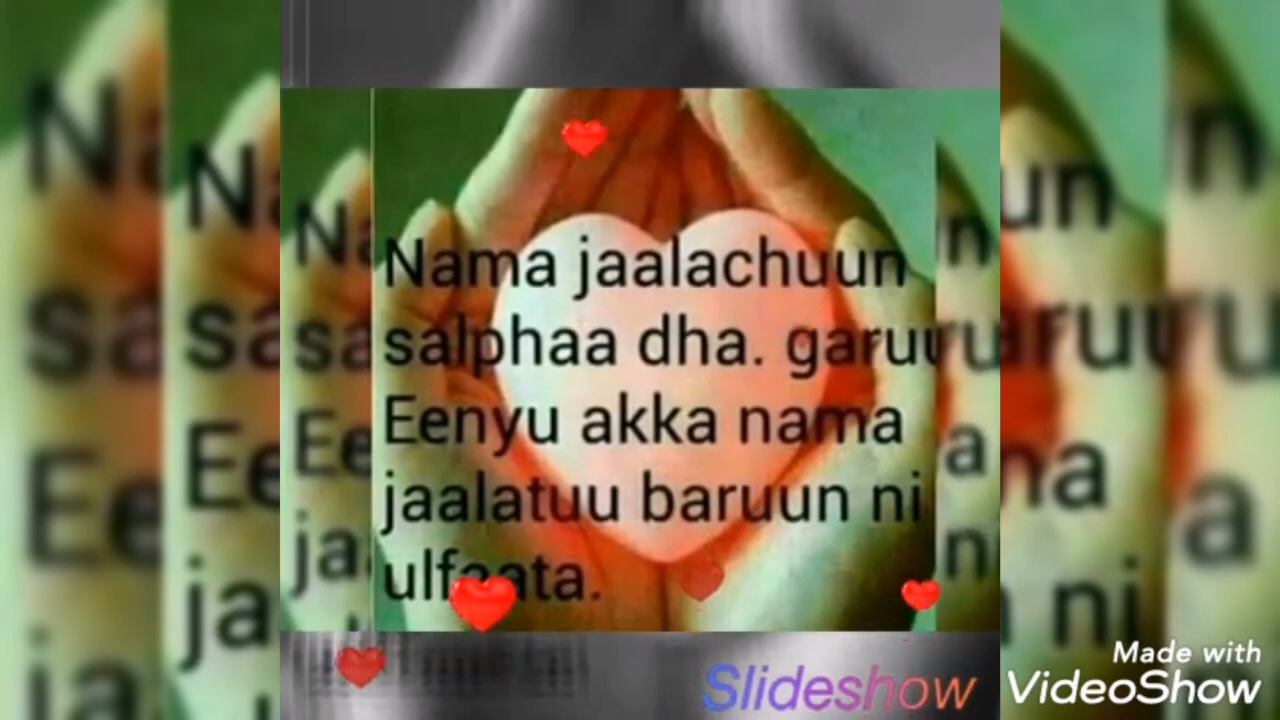 Nama jaalachuun
salphaa dha. garuu
Eenyu akka nama
jaalatuu baruun ni
ulfaata.
Slideshow
Made with
VideoShow